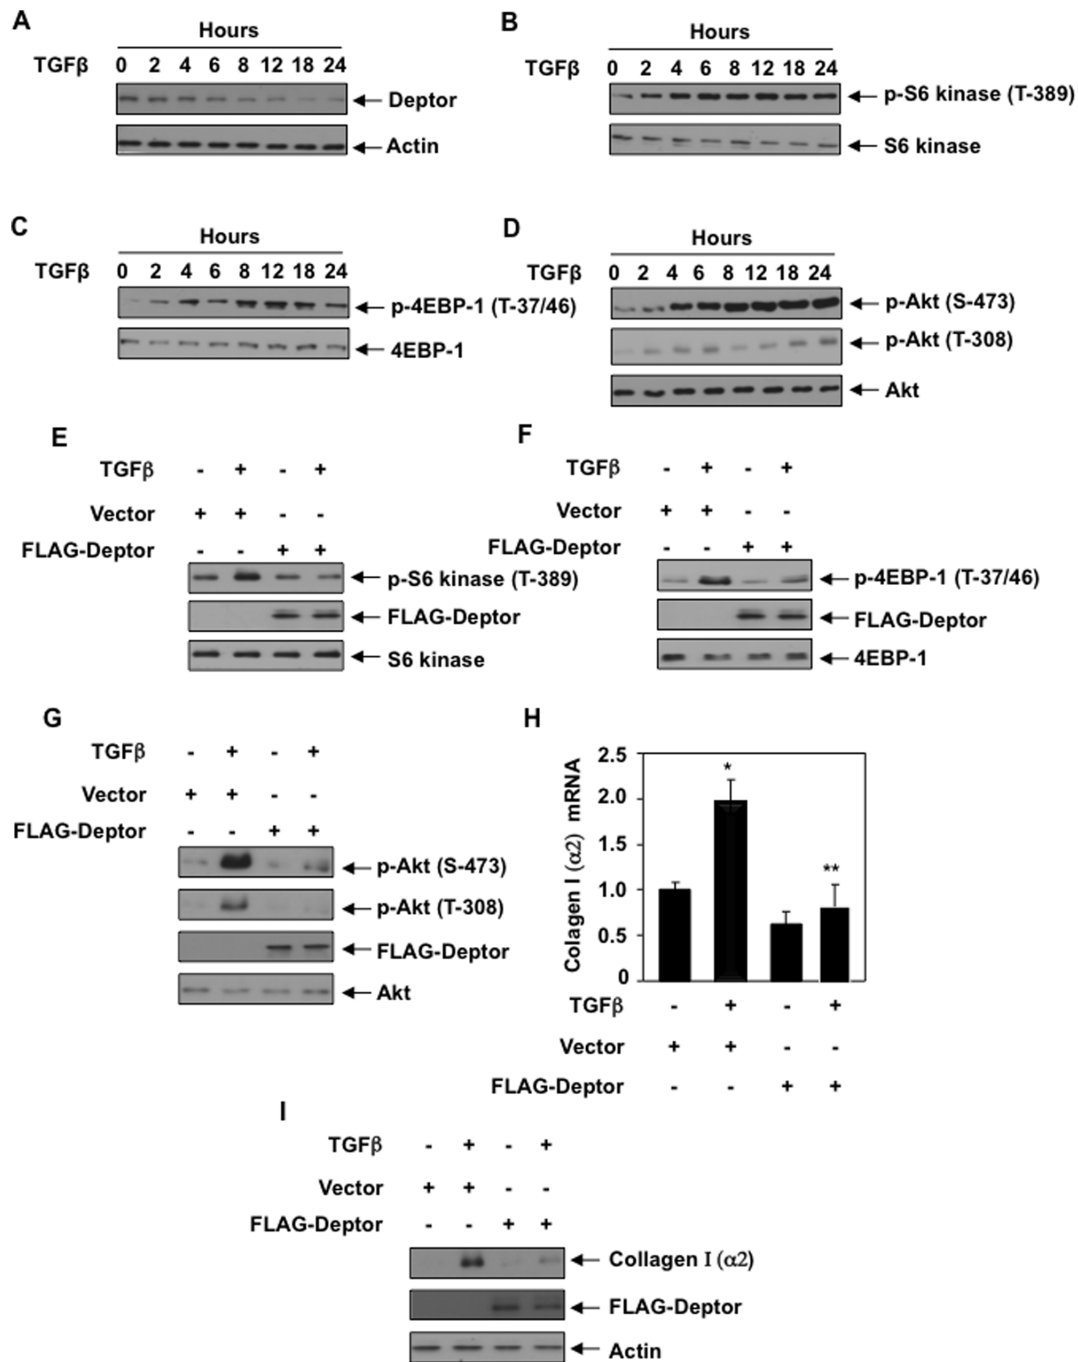 A
Hours
TGFβ 0 2 4 6 8 12 18 24
Deptor
Actin
B
Hours
TGFβ 0 2 4 6 8 12 18 24
p-S6 kinase (T-389)
S6 kinase
C
Hours
TGFβ 0 2 4 6 8 12 18 24
p-4EBP-1 (T-37/46)
4EBP-1
D
Hours
TGFβ 0 2 4 6 8 12 18 24
p-Akt (S-473)
p-Akt (T-308)
Akt
E
TGFβ - + - +
Vector + + - -
FLAG-Deptor - - + +
p-S6 kinase (T-389)
FLAG-Deptor
S6 kinase
F
TGFβ - + - +
Vector + + - -
FLAG-Deptor - - + +
p-4EBP-1 (T-37/46)
FLAG-Deptor
4EBP-1
G
TGFβ - + - +
Vector + + - -
FLAG-Deptor - - + +
p-Akt (S-473)
p-Akt (T-308)
FLAG-Deptor
Akt
H
Colagen I (α2) mRNA
2.5
2.0
1.5
1.0
0.5
0
*
**
TGFβ - + - +
Vector + + - -
FLAG-Deptor - - + +
I
TGFβ - + - +
Vector + + - -
FLAG-Deptor - - + +
Collagen I (α2)
FLAG-Deptor
Actin